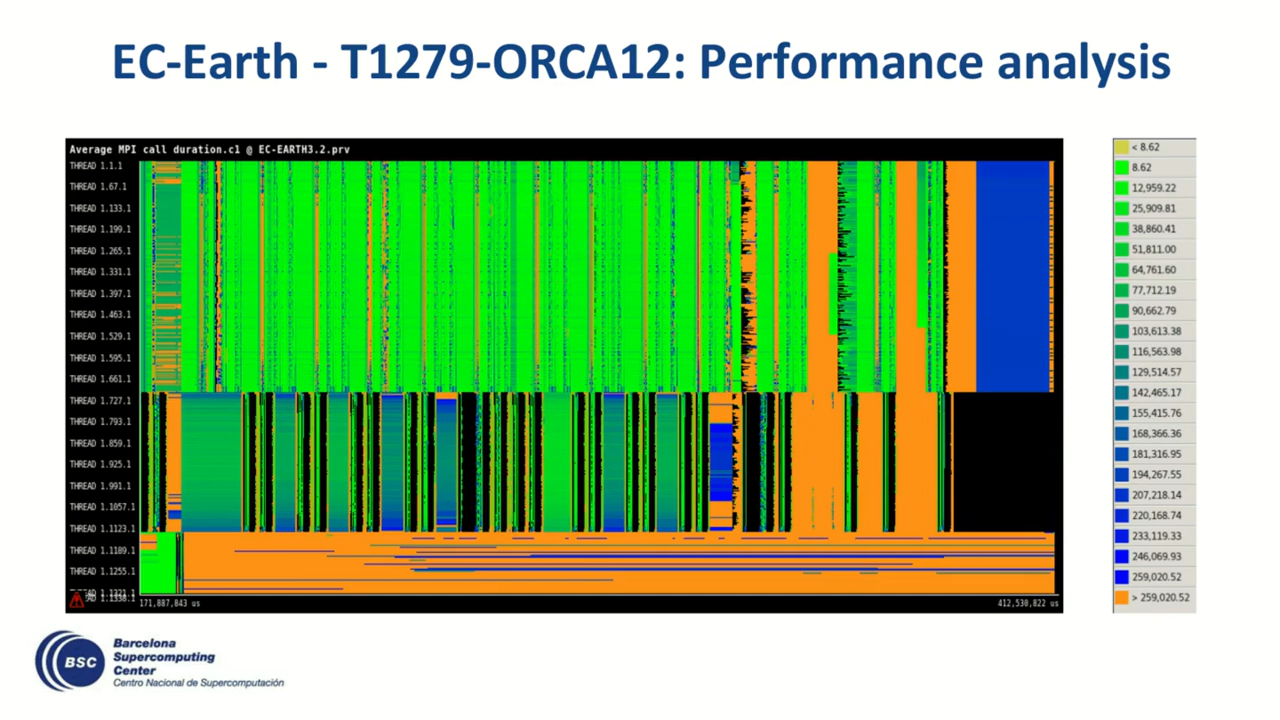 EC-Earth - T1279-ORCA12: Performance analysis
Average MPI call duration.c1 @ EC-EARTH3.2.prv
THREAD 1.1.1
THREAD 1.67.1
THREAD 1.133.1
THREAD 1.199.1
THREAD 1.265.1
THREAD 1.331.1
THREAD 1.397.1
THREAD 1.463.1
THREAD 1.529.1
THREAD 1.595.1
THREAD 1.661.1
THREAD 1.727.1
THREAD 1.793.1
THREAD 1.859.1
THREAD 1.925.1
THREAD 1.991.1
THREAD 1.1057.1
THREAD 1.1123.1
THREAD 1.1189.1
THREAD 1.1255.1
171,887,843 us
412,530,822 us
< 8.62
8.62
12,959.22
25,909.81
38,860.41
51,811.00
64,761.60
77,712.19
90,662.79
103,613.38
116,563.98
129,514.57
142,465.17
155,415.76
168,366.36
181,316.95
194,267.55
207,218.14
220,168.74
233,119.33
246,069.93
259,020.52
> 259,020.52
BSC
Barcelona
Supercomputing
Center
Centro Nacional de Supercomputación